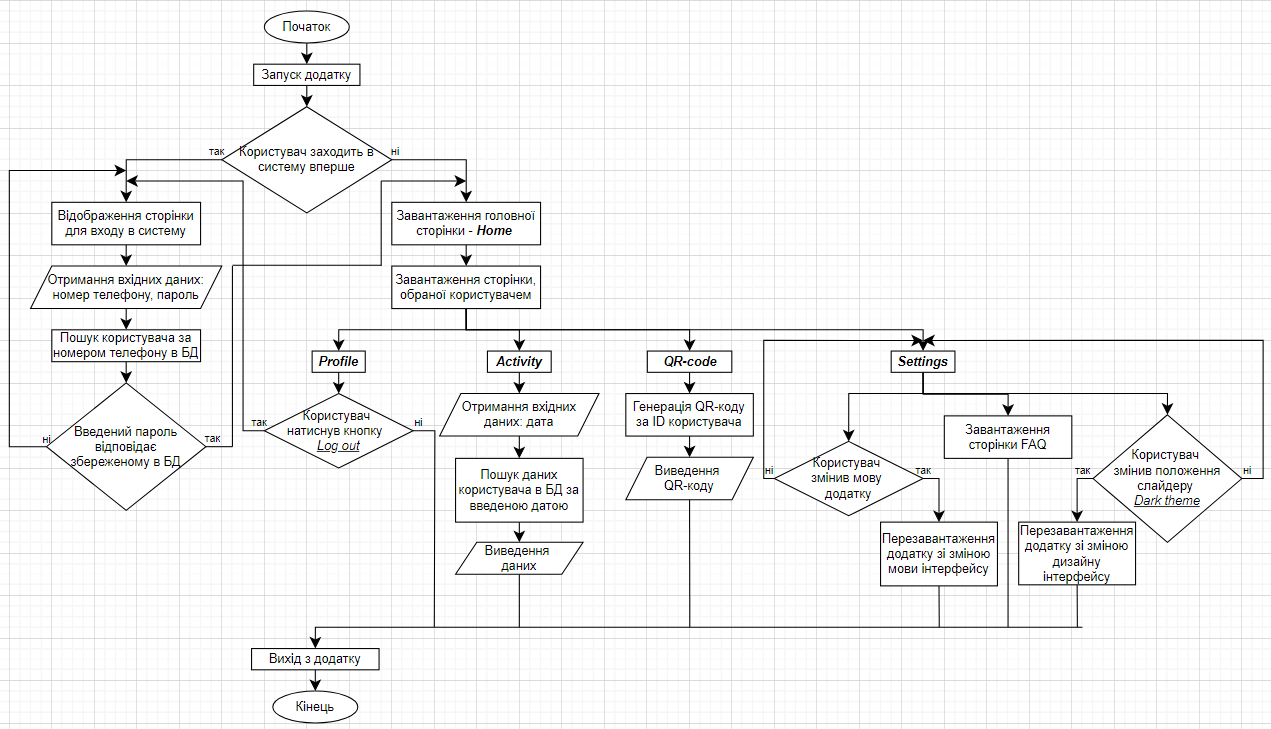 Початок
Запуск додатку
Користувач заходить в
систему вперше
так
ні
Відображення сторінки
для входу в систему
Отримання вхідних даних:
номер телефону, пароль
Пошук користувача за
номером телефону в БД
Введений пароль
відповідає
збереженому в БД
ні
так
Завантаження головної
сторінки - Home
Завантаження сторінки,
обраної користувачем
Profile
Користувач
натиснув кнопку
Log out
так
ні
Activity
Отримання вхідних
даних: дата
Пошук даних
користувача в БД за
введеною датою
Виведення
даних
QR-code
Генерація QR-коду
за ID користувача
Виведення
QR-коду
Settings
Користувач
змінив мову
додатку
ні
так
Перезавантаження
додатку зі зміною
мови інтерфейсу
Завантаження
сторінки FAQ
Користувач
змінив положення
слайдеру
Dark theme
так
ні
Перезавантаження
додатку зі зміною
дизайну
інтерфейсу
Вихід з додатку
Кінець